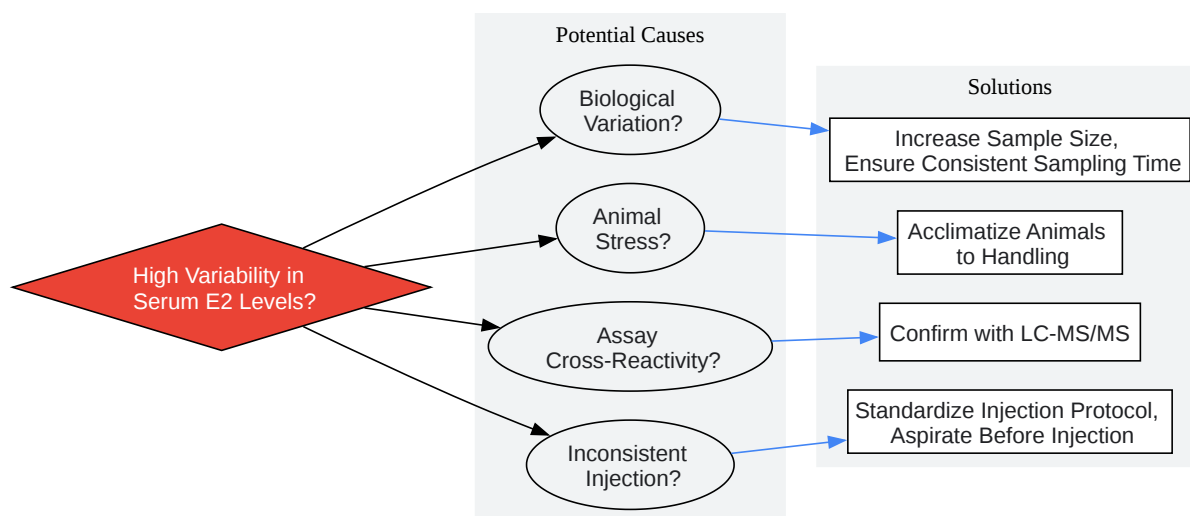 Potential Causes
Solutions
High Variability in
Serum E2 Levels?
Biological
Variation?
Increase Sample Size,
Ensure Consistent Sampling Time
Animal
Stress?
Acclimatize Animals
to Handling
Assay
Cross-Reactivity?
Confirm with LC-MS/MS
Inconsistent
Injection?
Standardize Injection Protocol,
Aspirate Before Injection